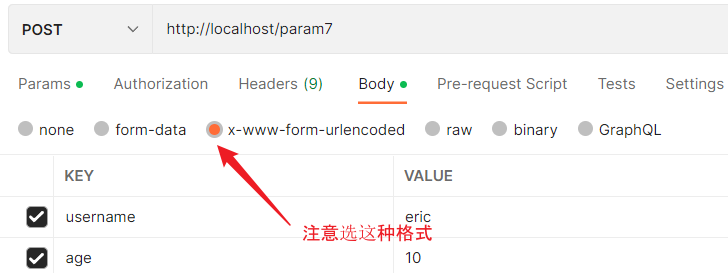 POST http://localhost/param7
Params Authorization Headers (9) Body Pre-request Script Tests Settings
none form-data x-www-form-urlencoded raw binary GraphQL
KEY VALUE
username eric
注意选这种格式
age 10